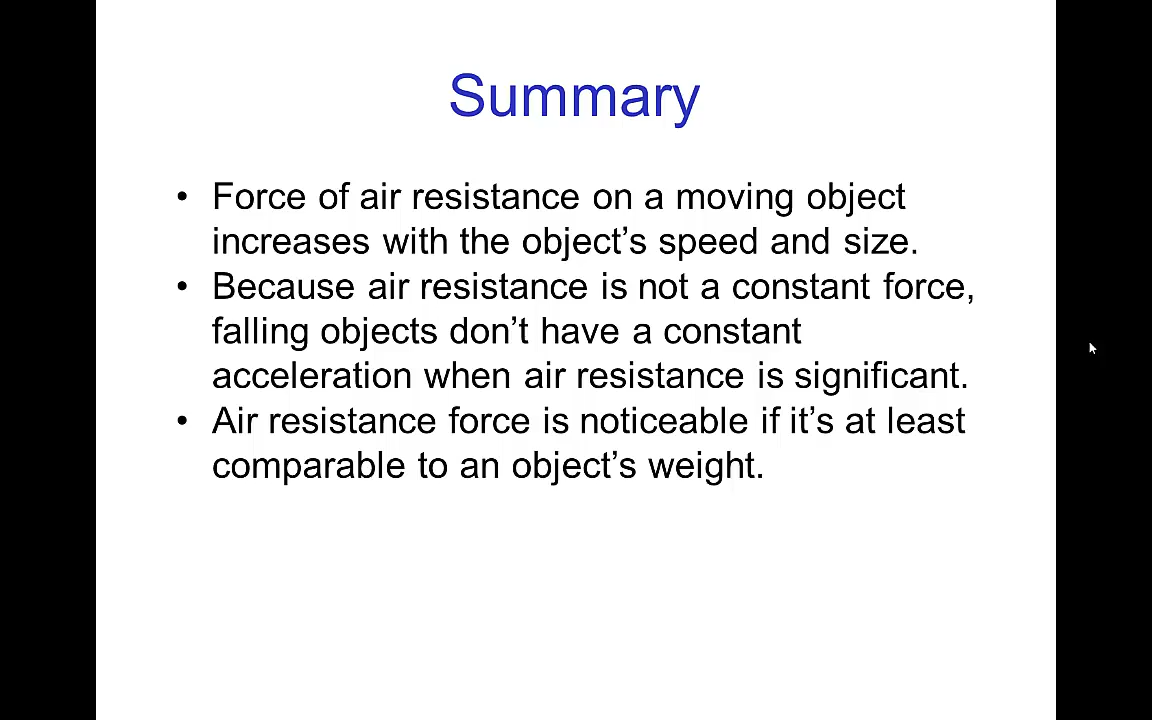 Summary
• Force of air resistance on a moving object
increases with the object’s speed and size.
• Because air resistance is not a constant force,
falling objects don’t have a constant
acceleration when air resistance is significant.
• Air resistance force is noticeable if it’s at least
comparable to an object’s weight.